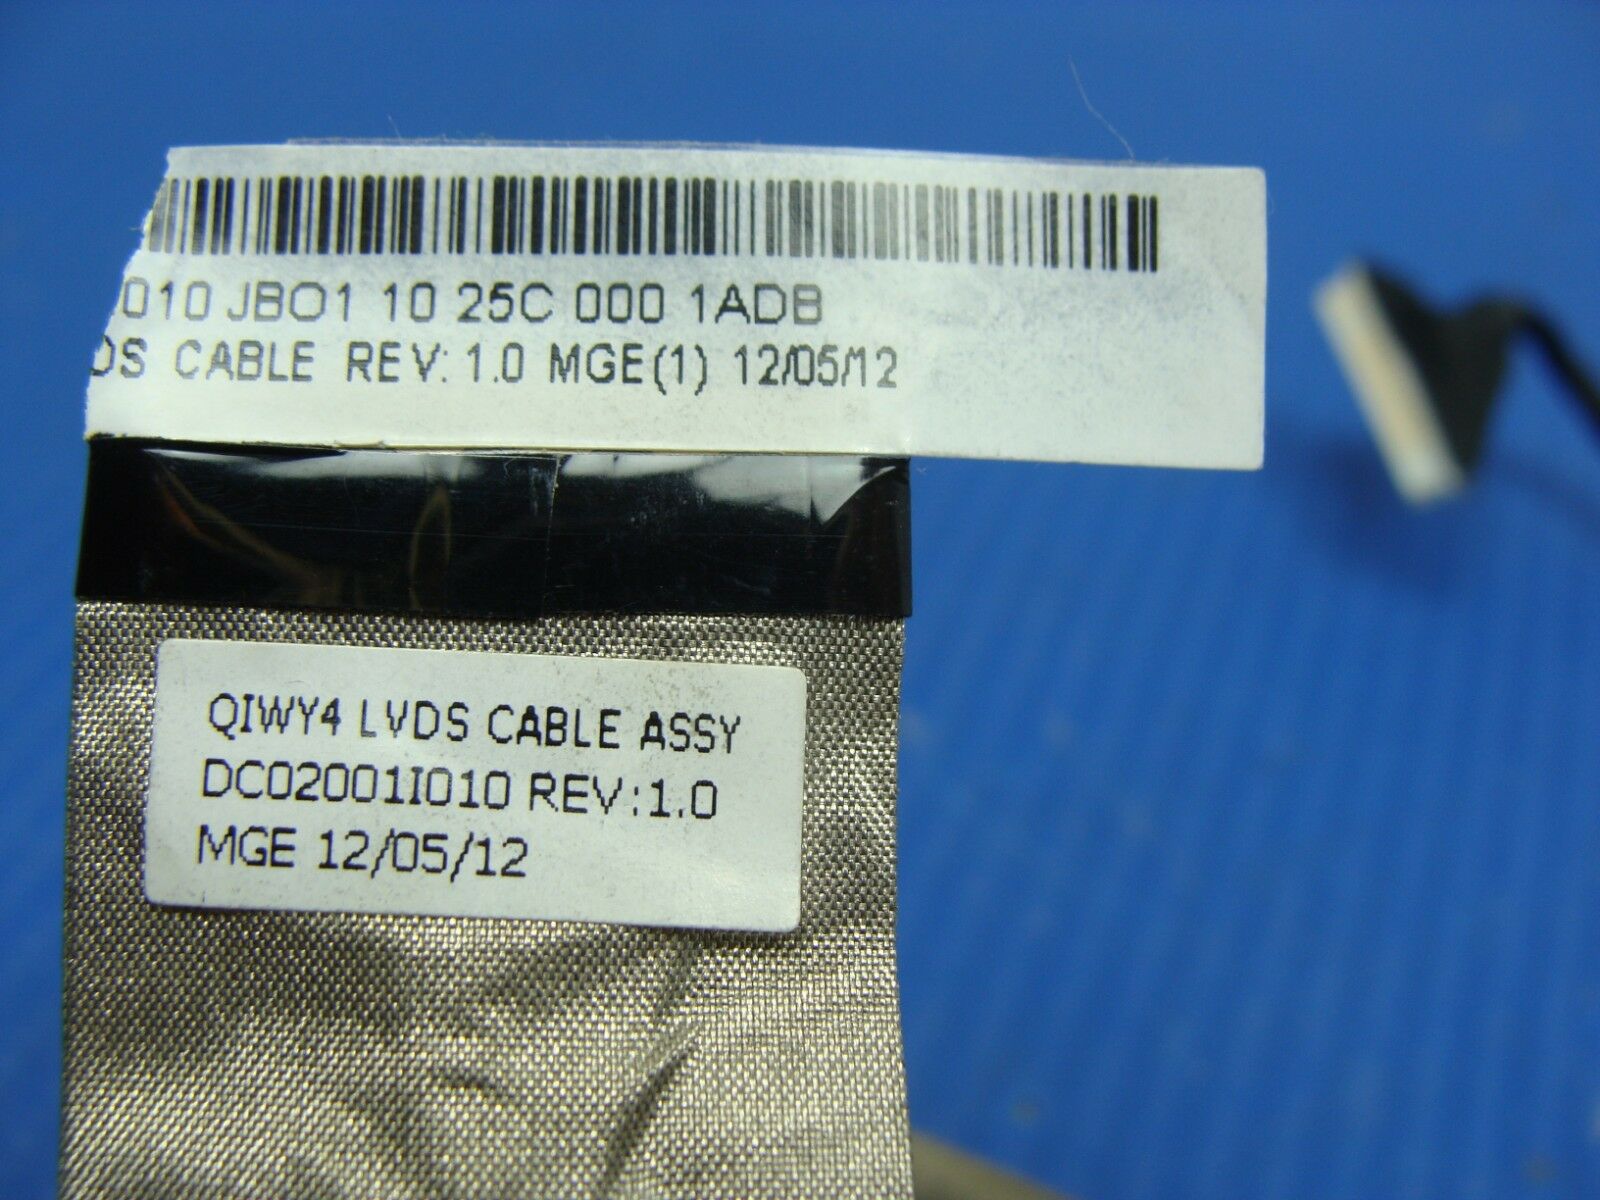 010 JBO1 10 25C 000 1ADB
DS CABLE REV: 1.0 MGE(1) 12/05/12
QIWY4 LVDS CABLE ASSY
DC02001I010 REV:1.0
MGE 12/05/12